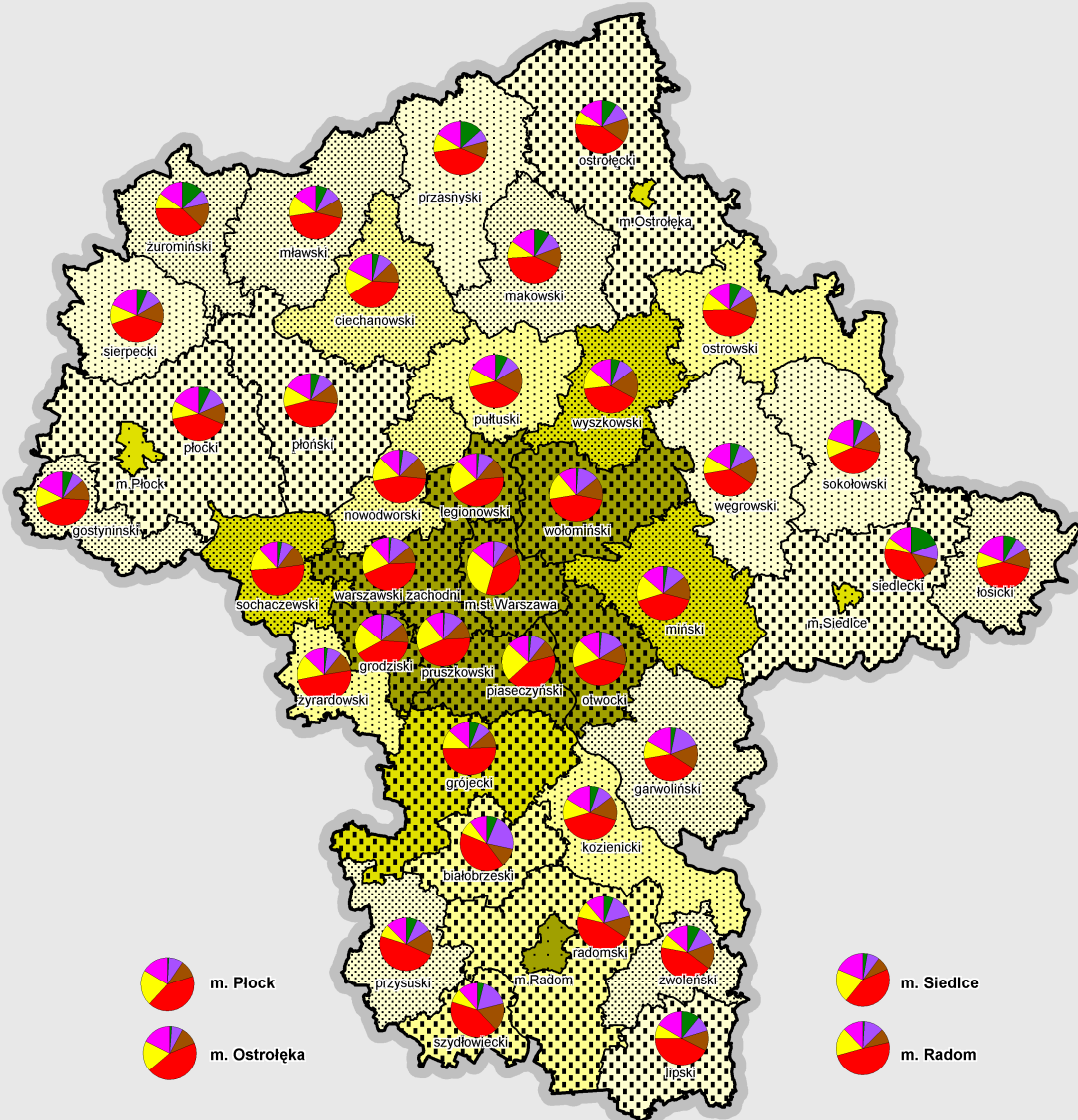 ostrołęcki
przasnyski
m.Ostrołęka
żuromiński
mławski
makowski
ciechanowski
sierpecki
ostrowski
pułtuski
wyszkowski
płocki
płoński
m.Płock
sokołowski
węgrowski
nowodworski
legionowski
gostyniński
wołomiński
siedlecki
łosicki
warszawski zachodni
m.st.Warszawa
sochaczewski
m.Siedlce
miński
grodziski
pruszkowski
piaseczyński
żyrardowski
otwocki
grójecki
garwoliński
kozienicki
białobrzeski
radomski
m.Radom
zwoleński
przysuski
szydłowiecki
lipski
m. Płock
m. Siedlce
m. Ostrołęka
m. Radom